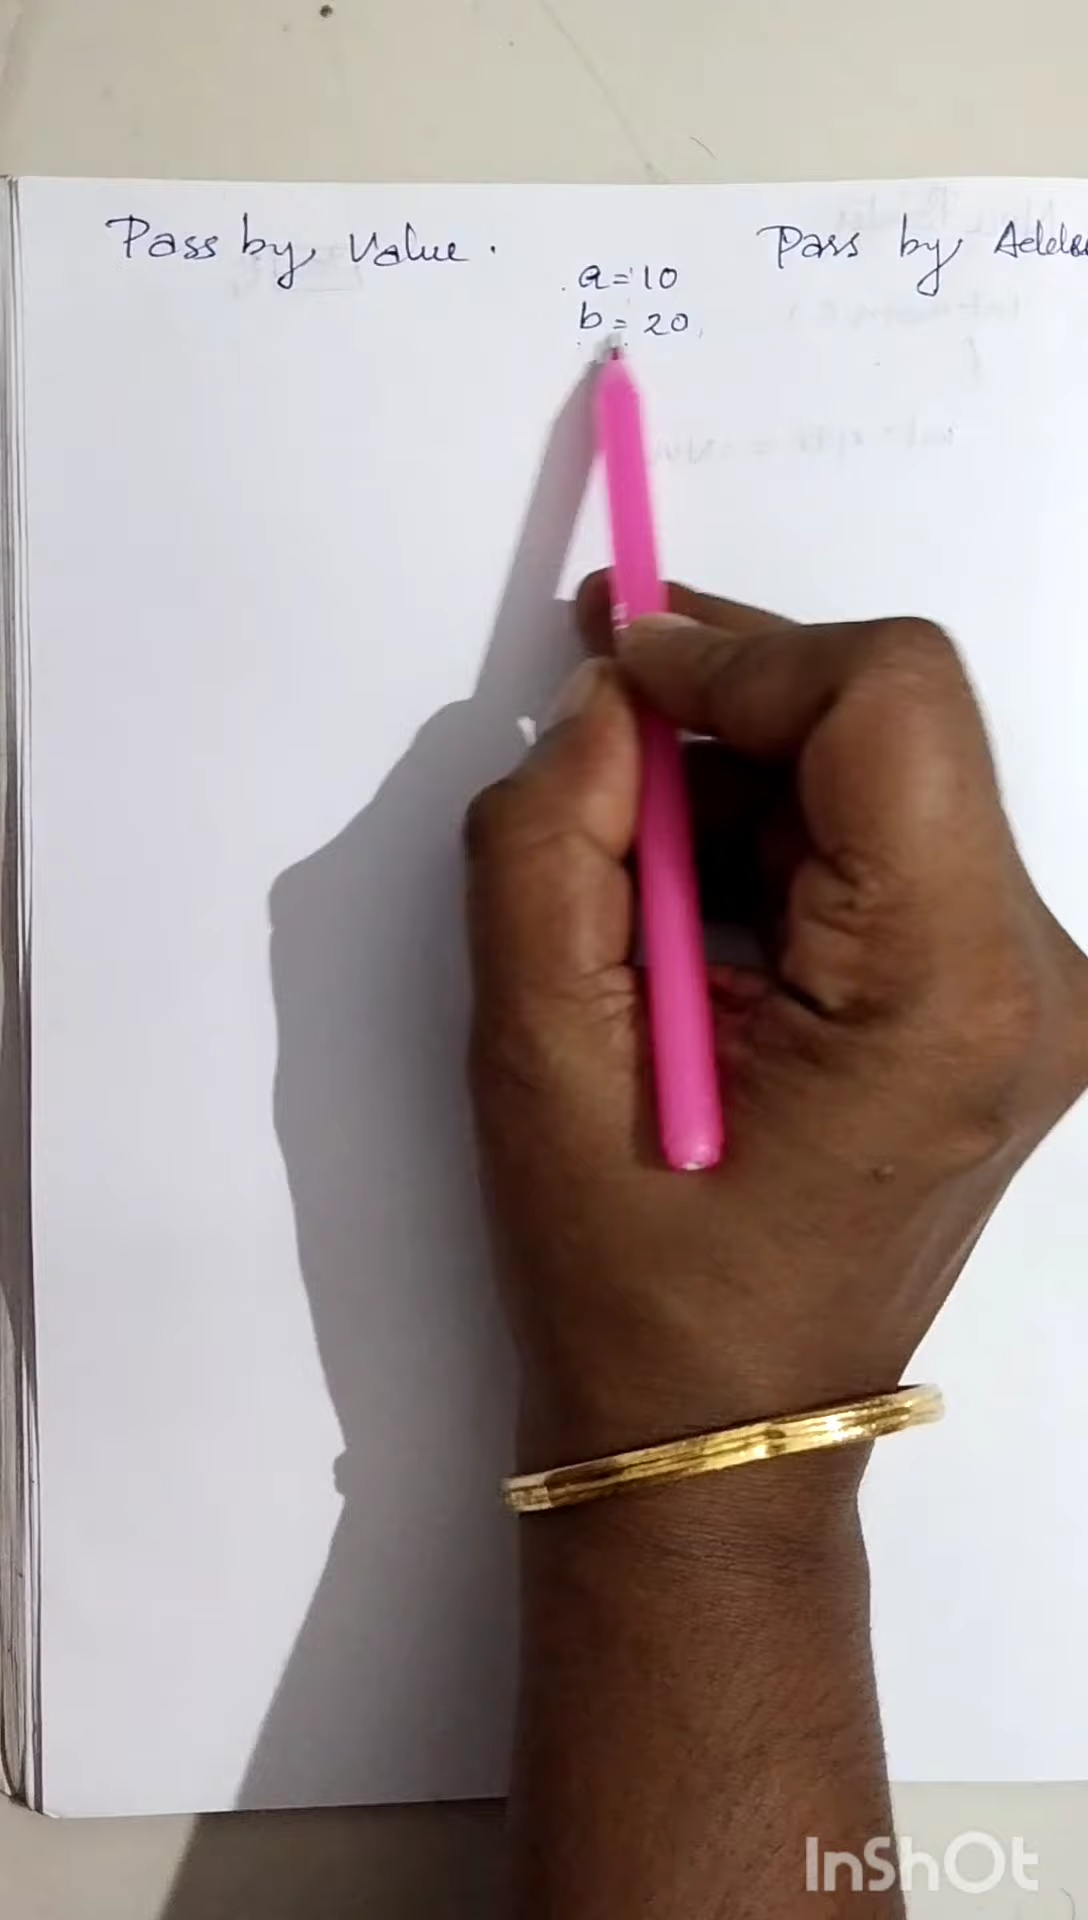 Pass by Value.
Pass by
a = 10
b = 20
InShOt